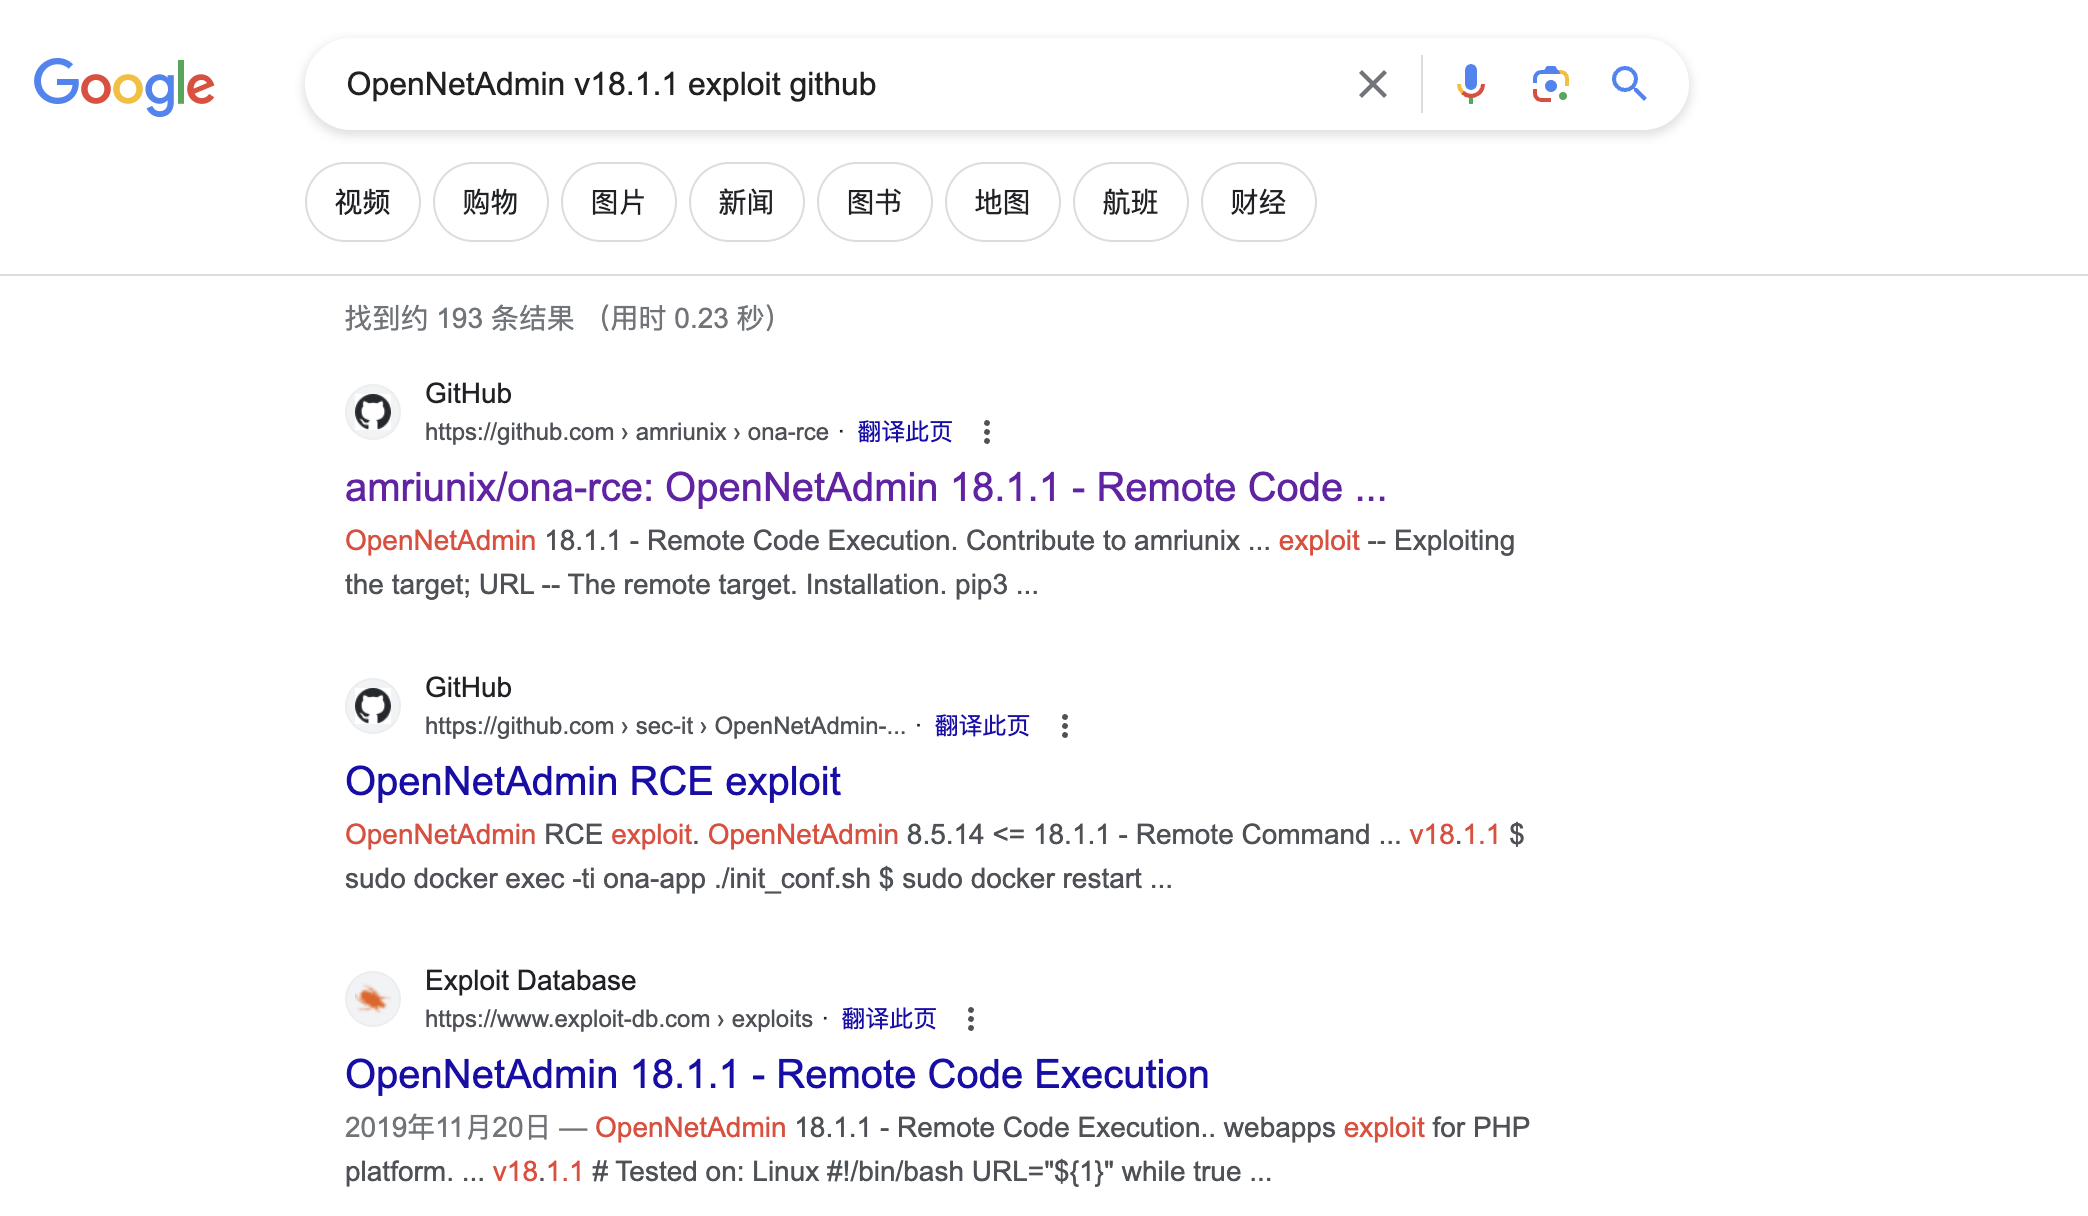 Google
OpenNetAdmin v18.1.1 exploit github
视频 购物 图片 新闻 图书 地图 航班 财经
找到约 193 条结果 （用时 0.23 秒）
GitHub
https://github.com › amriunix › ona-rce · 翻译此页
amriunix/ona-rce: OpenNetAdmin 18.1.1 - Remote Code ...
OpenNetAdmin 18.1.1 - Remote Code Execution. Contribute to amriunix ... exploit -- Exploiting
the target; URL -- The remote target. Installation. pip3 ...
GitHub
https://github.com › sec-it › OpenNetAdmin-... · 翻译此页
OpenNetAdmin RCE exploit
OpenNetAdmin RCE exploit. OpenNetAdmin 8.5.14 <= 18.1.1 - Remote Command ... v18.1.1 $
sudo docker exec -ti ona-app ./init_conf.sh $ sudo docker restart ...
Exploit Database
https://www.exploit-db.com › exploits · 翻译此页
OpenNetAdmin 18.1.1 - Remote Code Execution
2019年11月20日 — OpenNetAdmin 18.1.1 - Remote Code Execution.. webapps exploit for PHP
platform. ... v18.1.1 # Tested on: Linux #!/bin/bash URL="${1}" while true ...